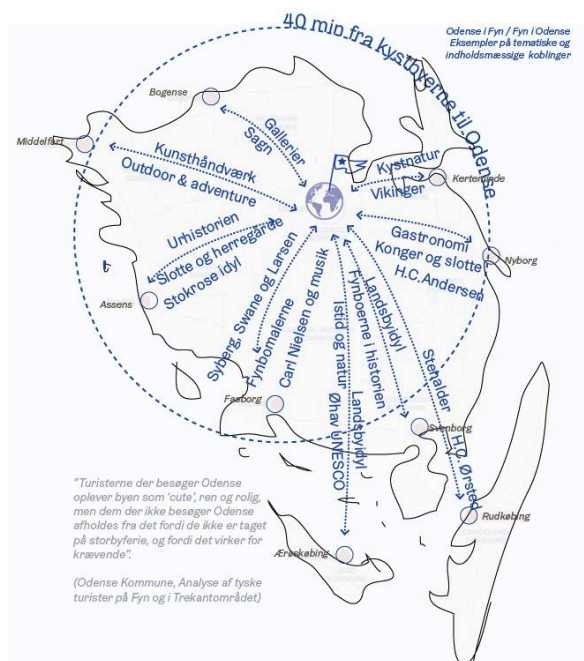 40 min fra kystbyerne til Odense
Odense i Fyn / Fyn i Odense
Eksempler på tematiske og
indholdsmæssige koblinger
Bogense
Gallerier
Sagn
Middelfart
Kunsthåndværk
Outdoor & adventure
Kystnatur
Vikinger
Kerteminde
Urhistorien
Slotte og herregårde
Stokrose idyl
Assens
Gastronomi
Konger og slotte
H.C. Andersen
Nyborg
Syberg, Swane og Larsen
Fynbomalerne
Carl Nielsen og musik
Faaborg
Landsbyidyl
Fynboerne i historien
Svenborg
Landsbyidyl
Istid og natur
Øhav UNESCO
Ærøskøbing
Stenalder
H.C. Ørsted
Rudkøbing
"Turisterne der besøger Odense
oplever byen som 'cute', ren og rolig,
men dem der ikke besøger Odense
afholdes fra det fordi de ikke er taget
på storbyferie, og fordi det virker for
krævende".
(Odense Kommune, Analyse af tyske
turister på Fyn og i Trekantområdet)